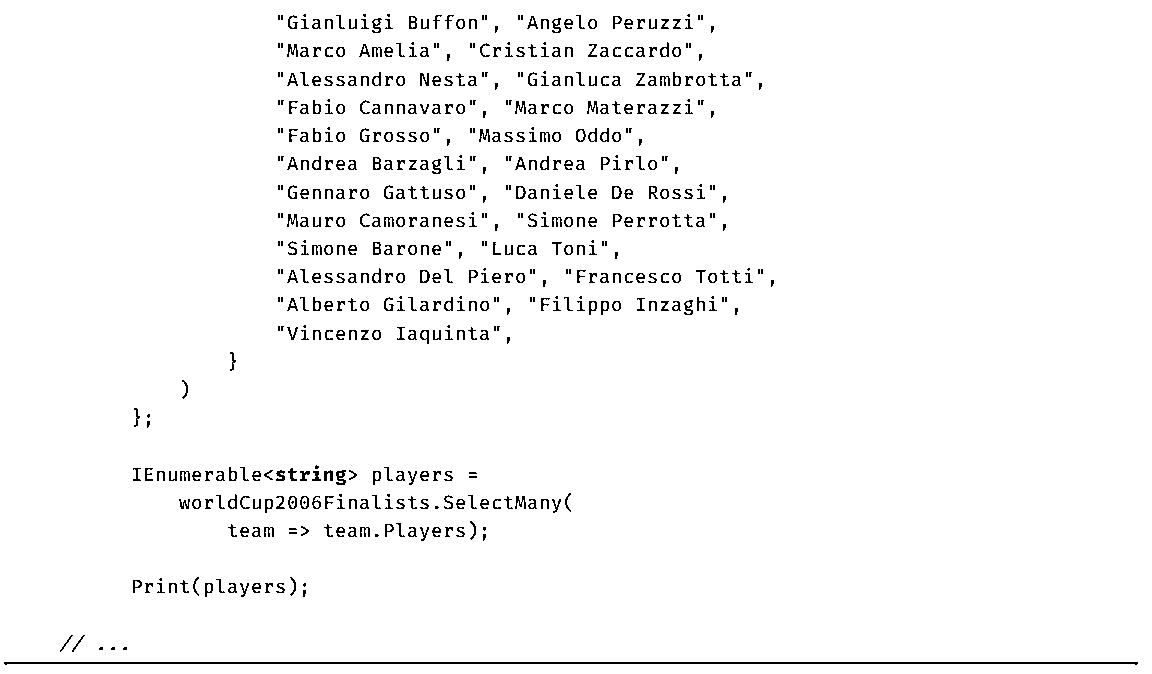 "Gianluigi Buffon", "Angelo Peruzzi",
"Marco Amelia", "Cristian Zaccardo",
"Alessandro Nesta", "Gianluca Zambrotta",
"Fabio Cannavaro", "Marco Materazzi",
"Fabio Grosso", "Massimo Oddo",
"Andrea Barzagli", "Andrea Pirlo",
"Gennaro Gattuso", "Daniele De Rossi",
"Mauro Camoranesi", "Simone Perrotta",
"Simone Barone", "Luca Toni",
"Alessandro Del Piero", "Francesco Totti",
"Alberto Gilardino", "Filippo Inzaghi",
"Vincenzo Iaquinta",
}
)
};
IEnumerable<string> players =
worldCup2006Finalists.SelectMany(
team => team.Players);
Print(players);
// ...